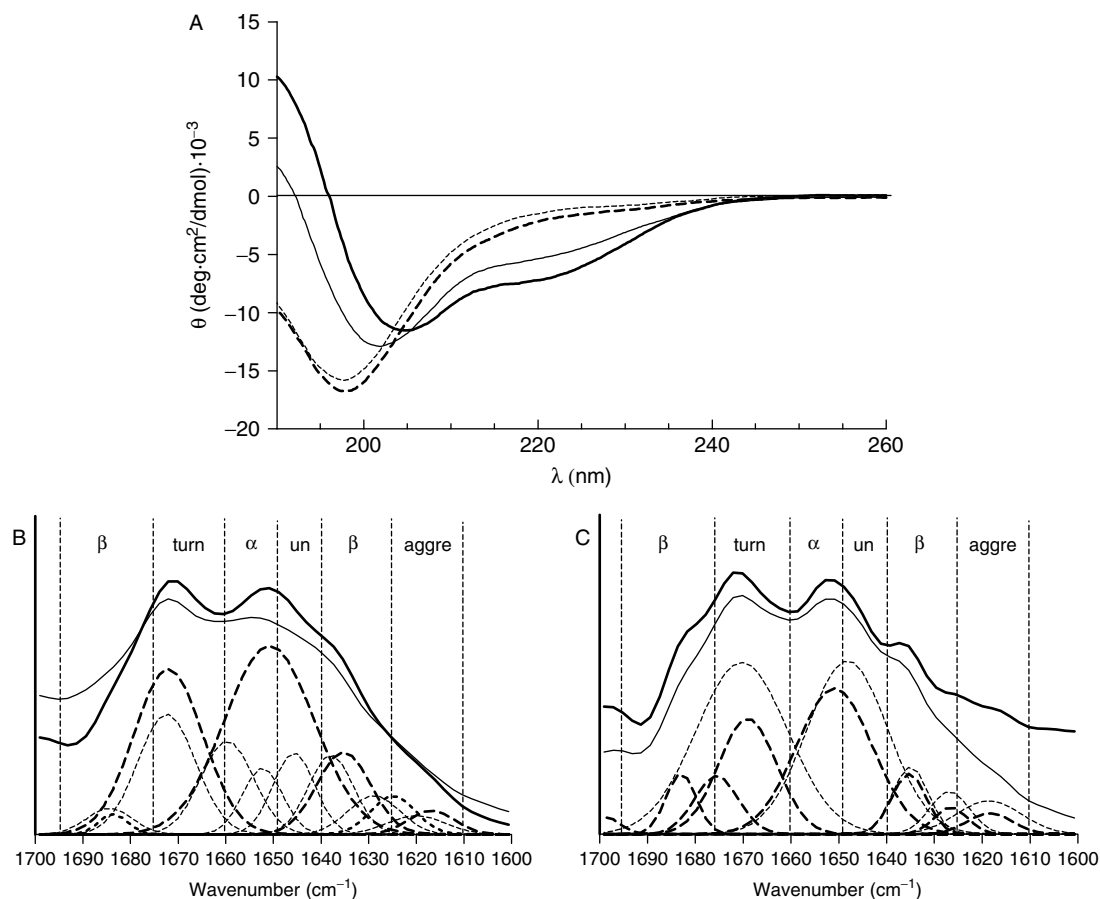 A
θ (deg·cm²/dmol)·10⁻³
15
10
5
0
−5
−10
−15
−20
200 220 240 260
λ (nm)
B
β turn α un β aggre
1700 1690 1680 1670 1660 1650 1640 1630 1620 1610 1600
Wavenumber (cm⁻¹)
C
β turn α un β aggre
1700 1690 1680 1670 1660 1650 1640 1630 1620 1610 1600
Wavenumber (cm⁻¹)